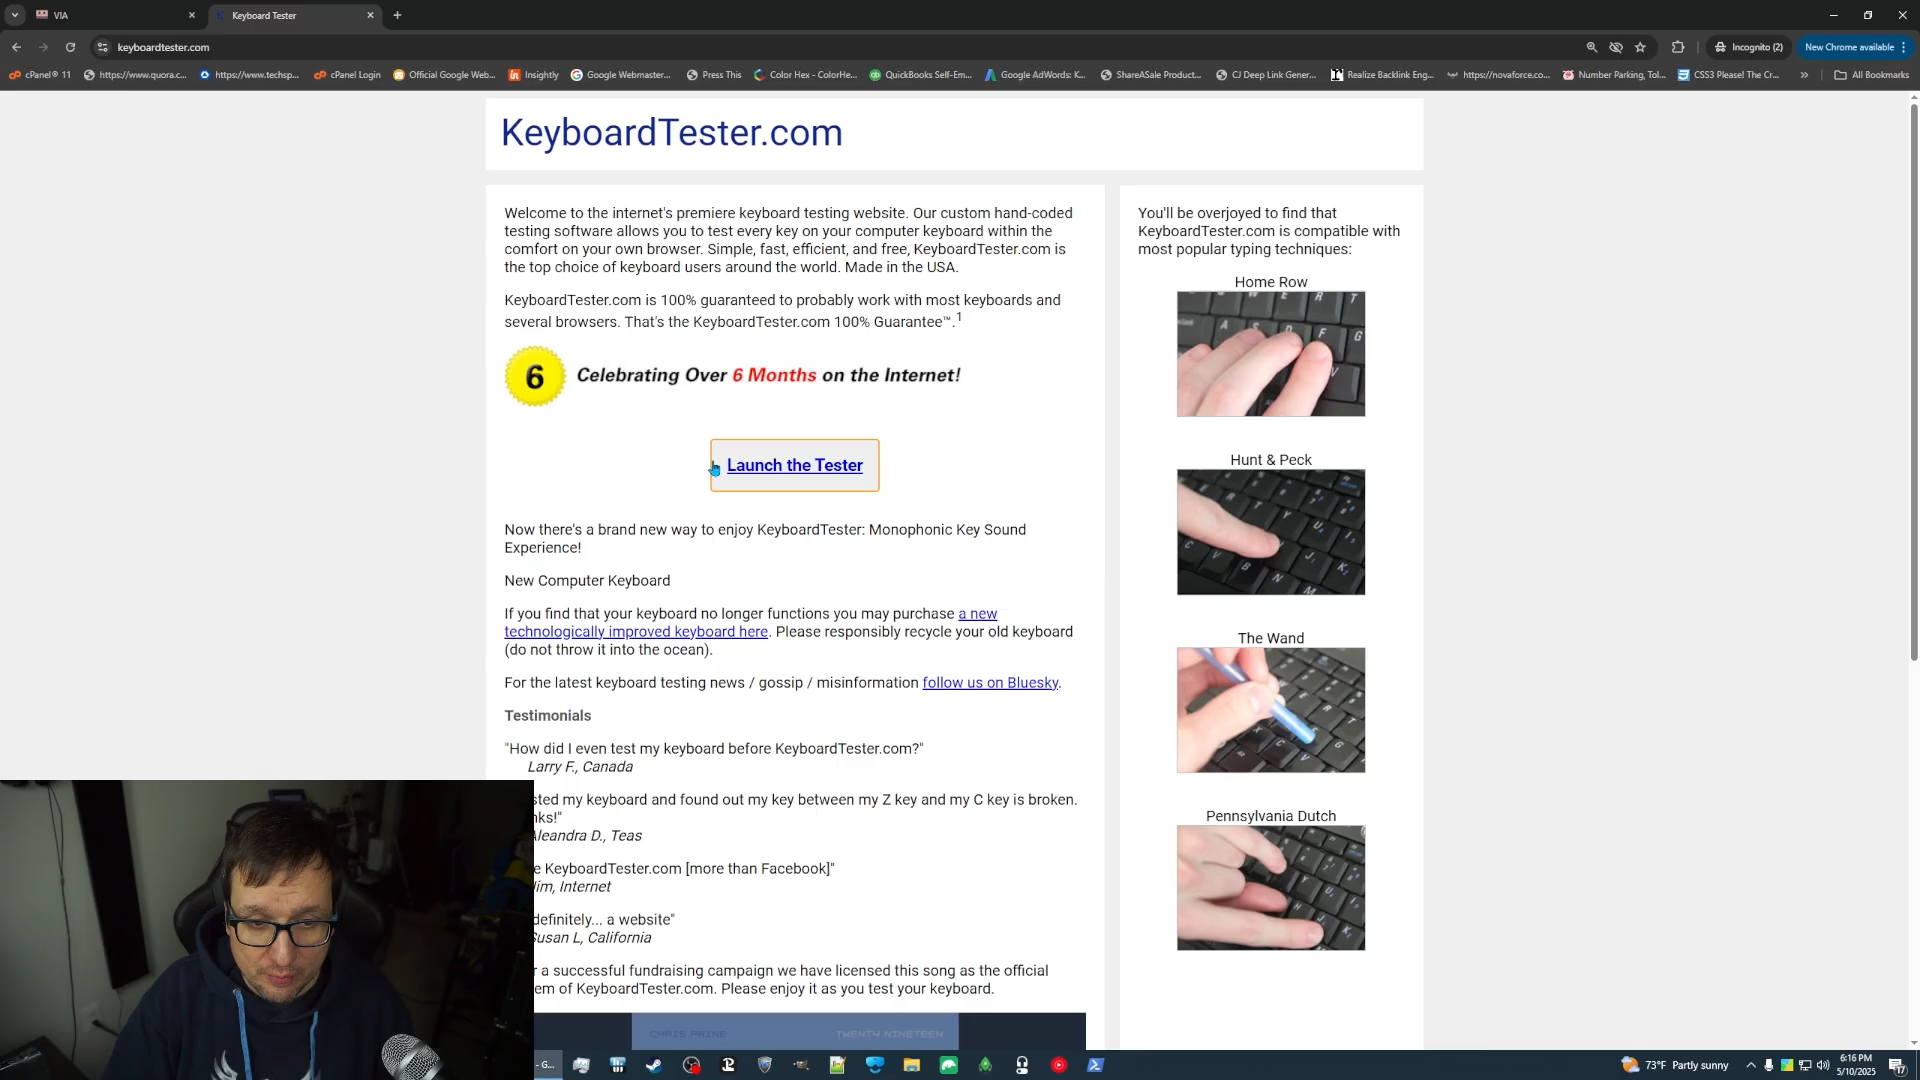 VIA
Keyboard Tester
keyboardtester.com
Incognito (2)
New Chrome available
cPanel® 11
https://www.quora.c...
https://www.techsp...
cPanel Login
Official Google Web...
Insightly
Google Webmaster...
Press This
Color Hex - ColorHe...
QuickBooks Self-Em...
Google AdWords: K...
ShareASale Product...
CJ Deep Link Gener...
Realize Backlink Eng...
https://novaforce.co...
Number Parking, Tol...
CSS3 Please! The Cr...
All Bookmarks
KeyboardTester.com
Welcome to the internet's premiere keyboard testing website. Our custom hand-coded
testing software allows you to test every key on your computer keyboard within the
comfort on your own browser. Simple, fast, efficient, and free, KeyboardTester.com is
the top choice of keyboard users around the world. Made in the USA.
KeyboardTester.com is 100% guaranteed to probably work with most keyboards and
several browsers. That's the KeyboardTester.com 100% Guarantee™.1
6
Celebrating Over 6 Months on the Internet!
Launch the Tester
Now there's a brand new way to enjoy KeyboardTester: Monophonic Key Sound
Experience!
New Computer Keyboard
If you find that your keyboard no longer functions you may purchase a new
technologically improved keyboard here. Please responsibly recycle your old keyboard
(do not throw it into the ocean).
For the latest keyboard testing news / gossip / misinformation follow us on Bluesky.
Testimonials
"How did I even test my keyboard before KeyboardTester.com?"
Larry F., Canada
sted my keyboard and found out my key between my Z key and my C key is broken.
nks!"
Aleandra D., Teas
e KeyboardTester.com [more than Facebook]"
Jim, Internet
definitely... a website"
Susan L, California
r a successful fundraising campaign we have licensed this song as the official
em of KeyboardTester.com. Please enjoy it as you test your keyboard.
CHRIS PRINE
TWENTY NINETEEN
You'll be overjoyed to find that
KeyboardTester.com is compatible with
most popular typing techniques:
Home Row
Hunt & Peck
The Wand
Pennsylvania Dutch
- G...
73°F Partly sunny
6:16 PM
5/10/2025
17